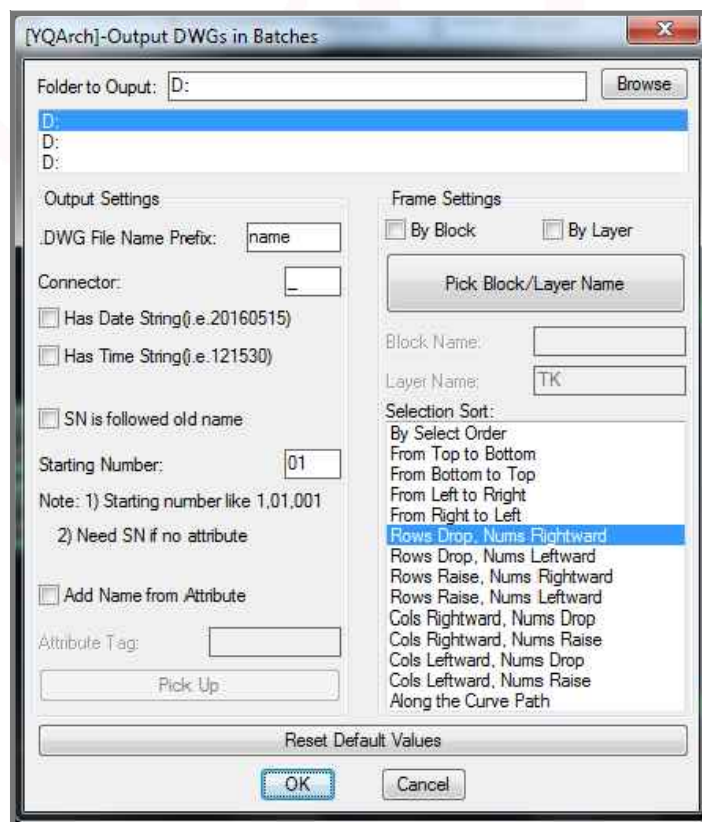 [YQArch]-Output DWGs in Batches
Folder to Ouput: D: Browse
D:
D:
D:
Output Settings
.DWG File Name Prefix: name
Connector: _
Has Date String(i.e.20160515)
Has Time String(i.e.121530)
SN is followed old name
Starting Number: 01
Note: 1) Starting number like 1,01,001
2) Need SN if no attribute
Add Name from Attribute
Attribute Tag:
Pick Up
Frame Settings
By Block By Layer
Pick Block/Layer Name
Block Name:
Layer Name: TK
Selection Sort:
By Select Order
From Top to Bottom
From Bottom to Top
From Left to Rright
From Right to Left
Rows Drop, Nums Rightward
Rows Drop, Nums Leftward
Rows Raise, Nums Rightward
Rows Raise, Nums Leftward
Cols Rightward, Nums Drop
Cols Rightward, Nums Raise
Cols Leftward, Nums Drop
Cols Leftward, Nums Raise
Along the Curve Path
Reset Default Values
OK Cancel